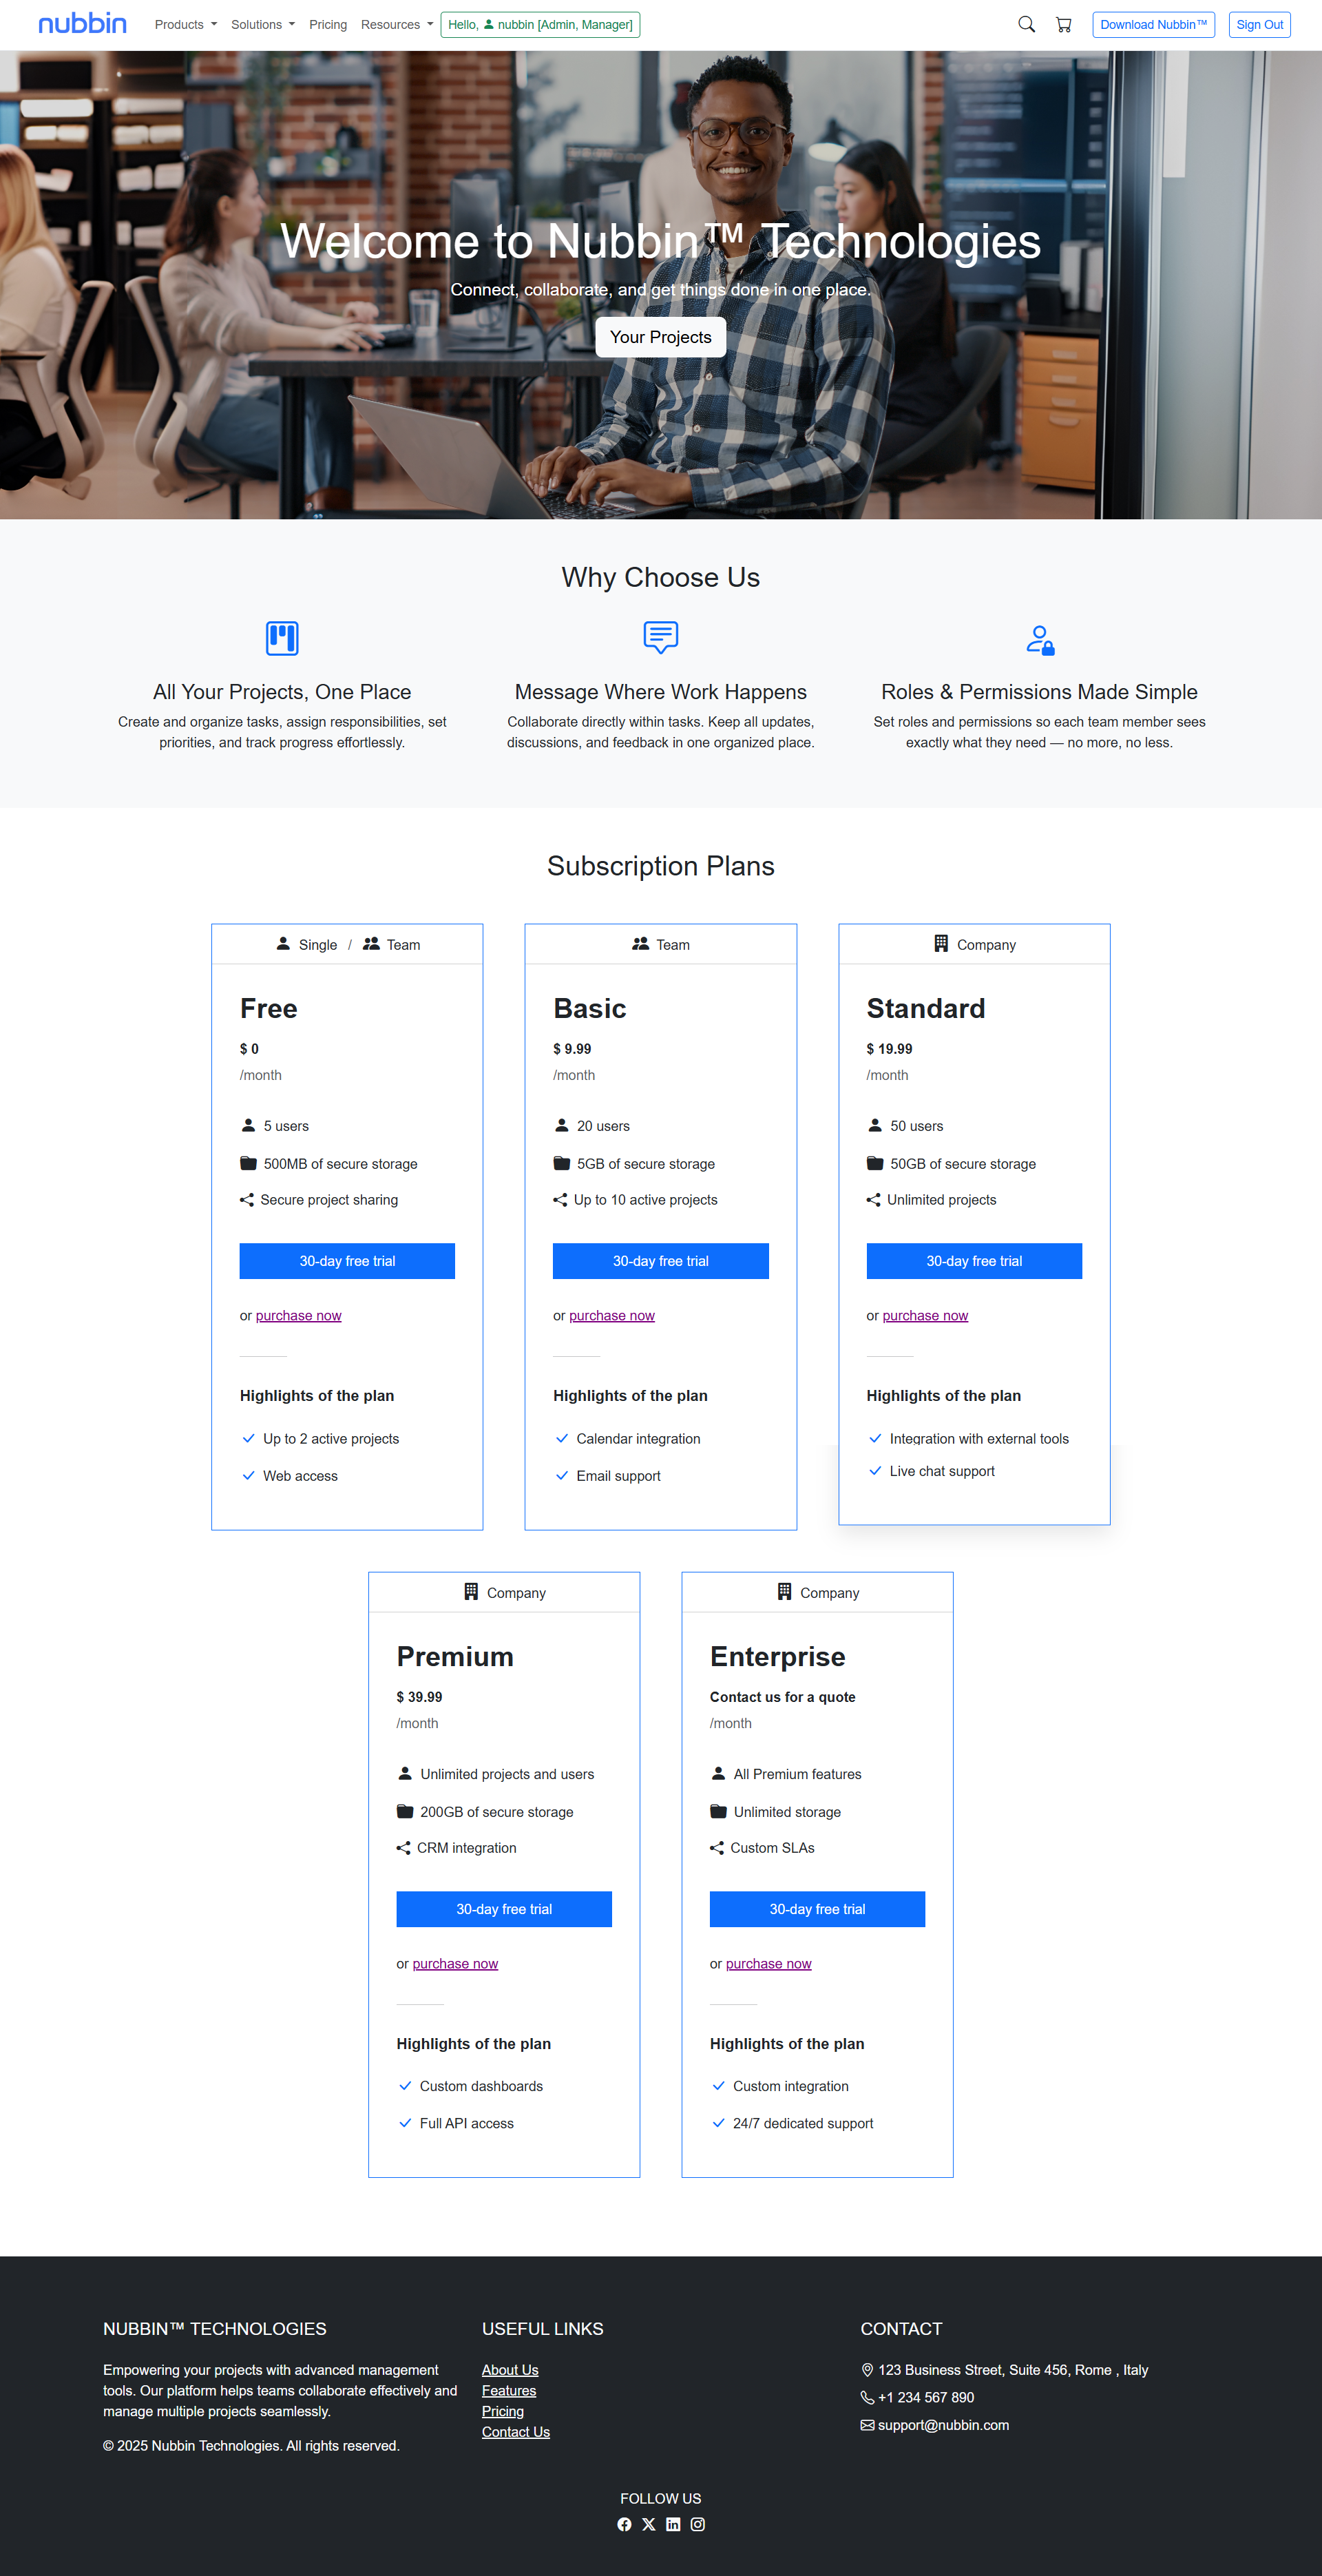 nubbin
Products
Solutions
Pricing
Resources
Hello, nubbin [Admin, Manager]
Download Nubbin™
Sign Out
Welcome to Nubbin™ Technologies
Connect, collaborate, and get things done in one place.
Your Projects
Why Choose Us
All Your Projects, One Place
Create and organize tasks, assign responsibilities, set
priorities, and track progress effortlessly.
Message Where Work Happens
Collaborate directly within tasks. Keep all updates,
discussions, and feedback in one organized place.
Roles & Permissions Made Simple
Set roles and permissions so each team member sees
exactly what they need — no more, no less.
Subscription Plans
Single / Team
Free
$ 0
/month
5 users
500MB of secure storage
Secure project sharing
30-day free trial
or purchase now
Highlights of the plan
Up to 2 active projects
Web access
Team
Basic
$ 9.99
/month
20 users
5GB of secure storage
Up to 10 active projects
30-day free trial
or purchase now
Highlights of the plan
Calendar integration
Email support
Company
Standard
$ 19.99
/month
50 users
50GB of secure storage
Unlimited projects
30-day free trial
or purchase now
Highlights of the plan
Integration with external tools
Live chat support
Company
Premium
$ 39.99
/month
Unlimited projects and users
200GB of secure storage
CRM integration
30-day free trial
or purchase now
Highlights of the plan
Custom dashboards
Full API access
Company
Enterprise
Contact us for a quote
/month
All Premium features
Unlimited storage
Custom SLAs
30-day free trial
or purchase now
Highlights of the plan
Custom integration
24/7 dedicated support
NUBBIN™ TECHNOLOGIES
Empowering your projects with advanced management
tools. Our platform helps teams collaborate effectively and
manage multiple projects seamlessly.
© 2025 Nubbin Technologies. All rights reserved.
USEFUL LINKS
About Us
Features
Pricing
Contact Us
CONTACT
123 Business Street, Suite 456, Rome , Italy
+1 234 567 890
support@nubbin.com
FOLLOW US